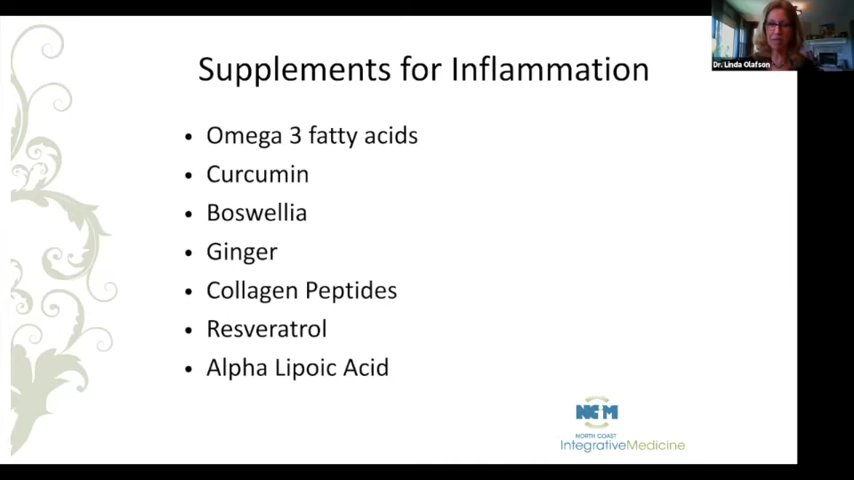 Supplements for Inflammation
Dr. Linda Olafson
• Omega 3 fatty acids
• Curcumin
• Boswellia
• Ginger
• Collagen Peptides
• Resveratrol
• Alpha Lipoic Acid
NCIM
NORTH COAST
IntegrativeMedicine